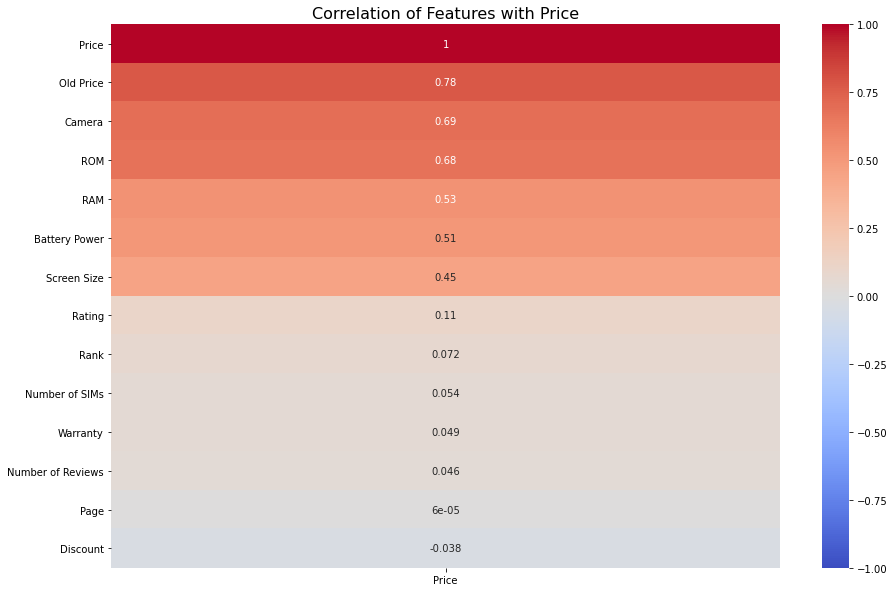 Correlation of Features with Price
Price 1
Old Price 0.78
Camera 0.69
ROM 0.68
RAM 0.53
Battery Power 0.51
Screen Size 0.45
Rating 0.11
Rank 0.072
Number of SIMs 0.054
Warranty 0.049
Number of Reviews 0.046
Page 6e-05
Discount -0.038
Price
1.00
0.75
0.50
0.25
0.00
−0.25
−0.50
−0.75
−1.00